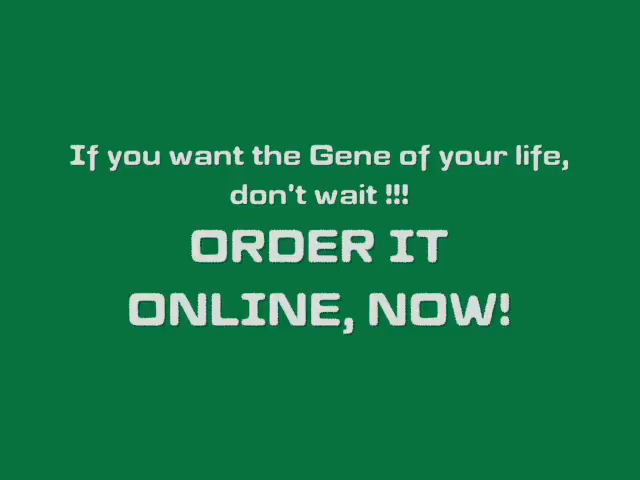 If you want the Gene of your life,
don't wait !!!
ORDER IT
ONLINE, NOW!